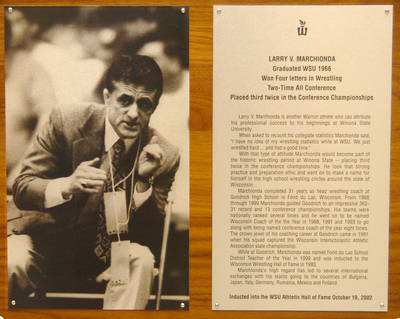 W
LARRY V. MARCHIONDA
Graduated WSU 1966
Won Four letters in Wrestling
Two-Time All Conference
Placed third twice in the Conference Championships
Larry V. Marchionda is another Warrior athlete who can attribute
his professional success to his beginnings at Winona State
University.
When asked to recount his collegiate statistics Marchionda said,
"I have no idea of my wrestling statistics while at WSU. We just
wrestled hard .. and had a good time."
With that type of attitude Marchionda would become part of
the historic wrestling period at Winona State — placing third
twice in the conference championships. He took that strong
practice and preparation ethic and went on to make a name for
himself in the high school wrestling circles around the state of
Wisconsin.
Marchionda completed 31 years as head wrestling coach at
Goodrich High School in Fond du Lac, Wisconsin. From 1968
through 1999 Marchionda guided Goodrich to an impressive 362-
31 record and 13 conference championships. His teams were
nationally ranked several times and he went on to be named
Wisconsin Coach of the Year in 1988, 1991 and 1993 to go
along with being named conference coach of the year eight times.
The crown jewel of his coaching career at Goodrich came in 1991
when his squad captured the Wisconsin Interscholastic Athletic
Association state championship.
While at Goodrich, Marchionda was named Fond du Lac School
District Teacher of the Year in 1999 and was inducted to the
Wisconsin Wrestling Hall of Fame in 1983.
Marchionda's high regard has led to several international
exchanges with his teams going to the countries of Bulgaria,
Japan, Italy, Germany, Rumania, Mexico and Finland.
Inducted into the WSU Athletic Hall of Fame October 19, 2002